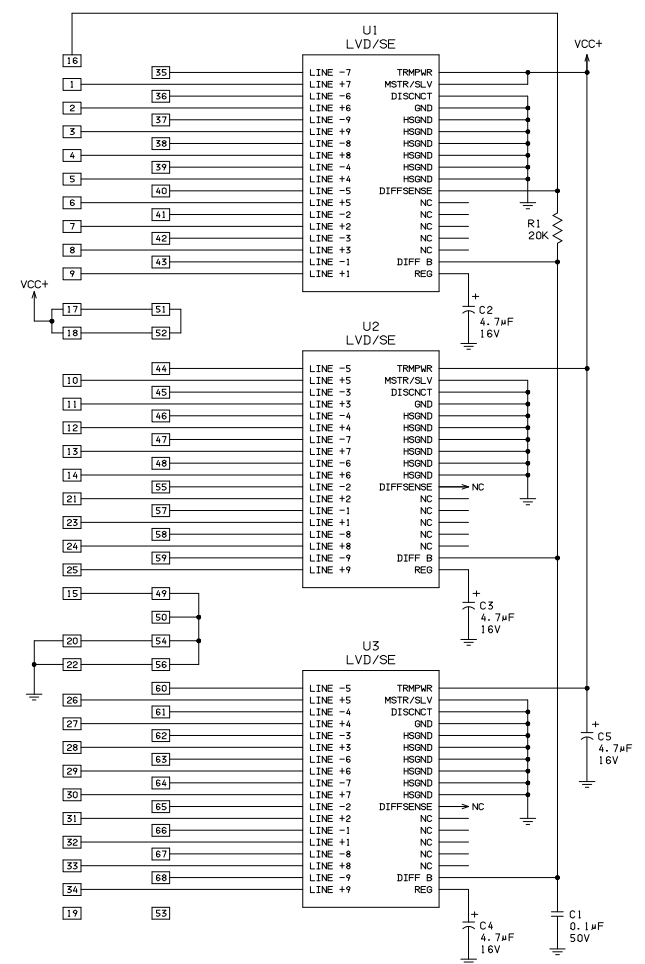 U1
LVD/SE
VCC+
16
35 LINE -7 TRMPWR
1 LINE +7 MSTR/SLV
36 LINE -6 DISCNCT
2 LINE +6 GND
37 LINE -9 HSGND
3 LINE +9 HSGND
38 LINE -8 HSGND
4 LINE +8 HSGND
39 LINE -4 HSGND
5 LINE +4 HSGND
40 LINE -5 DIFFSENSE
6 LINE +5 NC
41 LINE -2 NC
7 LINE +2 NC
42 LINE -3 NC
8 LINE +3 NC
43 LINE -1 DIFF B
9 LINE +1 REG
R1
20K
VCC+
17 51
18 52
+
C2
4.7µF
16V
U2
LVD/SE
44 LINE -5 TRMPWR
10 LINE +5 MSTR/SLV
45 LINE -3 DISCNCT
11 LINE +3 GND
46 LINE -4 HSGND
12 LINE +4 HSGND
47 LINE -7 HSGND
13 LINE +7 HSGND
48 LINE -6 HSGND
14 LINE +6 HSGND
55 LINE -2 DIFFSENSE NC
21 LINE +2 NC
57 LINE -1 NC
23 LINE +1 NC
58 LINE -8 NC
24 LINE +8 NC
59 LINE -9 DIFF B
25 LINE +9 REG
15 49
50
20 54
22 56
+
C3
4.7µF
16V
U3
LVD/SE
60 LINE -5 TRMPWR
26 LINE +5 MSTR/SLV
61 LINE -4 DISCNCT
27 LINE +4 GND
62 LINE -3 HSGND
28 LINE +3 HSGND
63 LINE -6 HSGND
29 LINE +6 HSGND
64 LINE -7 HSGND
30 LINE +7 HSGND
65 LINE -2 DIFFSENSE NC
31 LINE +2 NC
66 LINE -1 NC
32 LINE +1 NC
67 LINE -8 NC
33 LINE +8 NC
68 LINE -9 DIFF B
34 LINE +9 REG
19 53
+
C5
4.7µF
16V
+
C4
4.7µF
16V
C1
0.1µF
50V